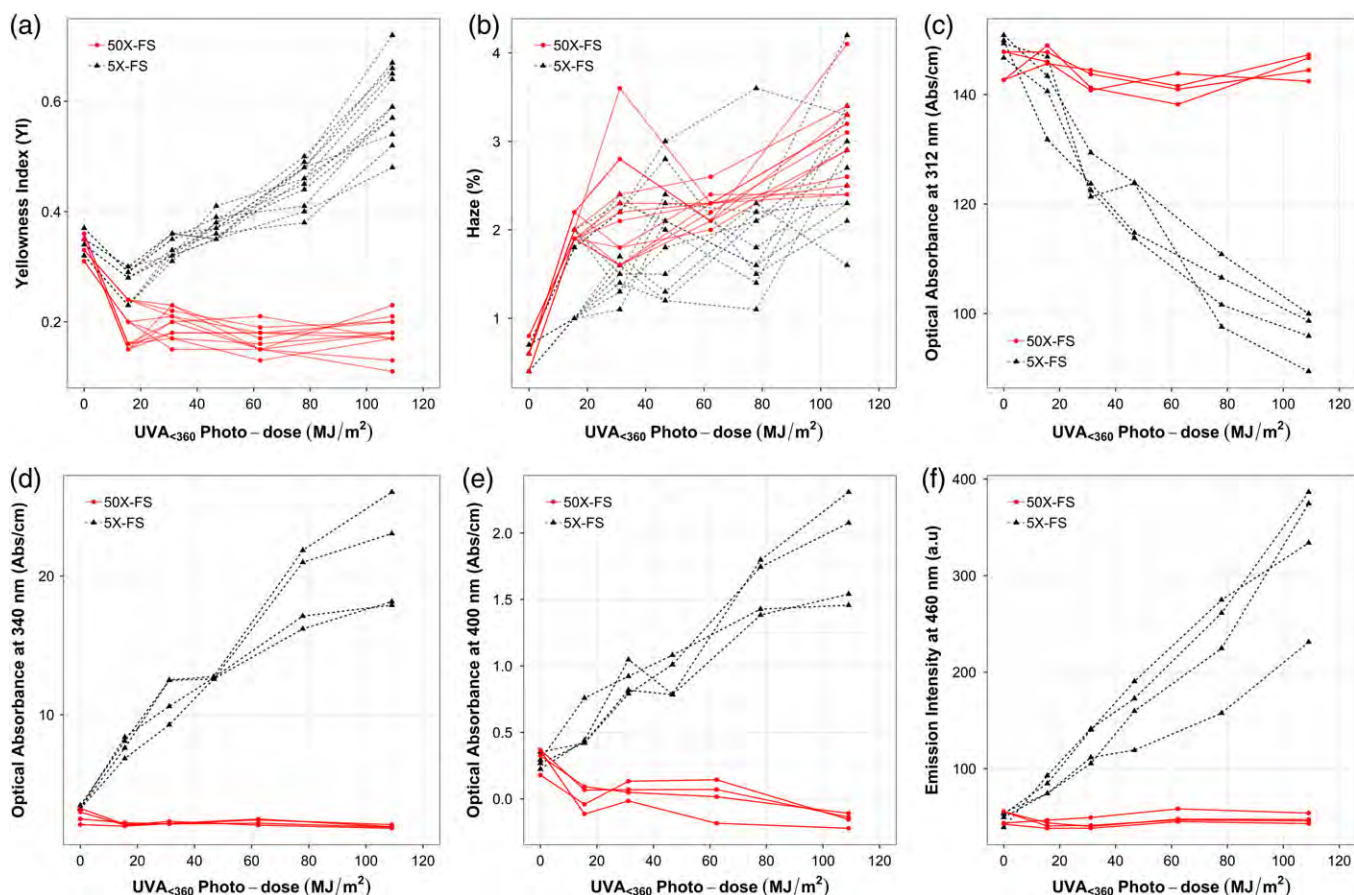 (a)
50X-FS
5X-FS
Yellowness Index (YI)
0.6
0.4
0.2
0 20 40 60 80 100 120
UVA<360 Photo-dose (MJ/m²)
(b)
50X-FS
5X-FS
Haze (%)
4
3
2
1
0 20 40 60 80 100 120
UVA<360 Photo-dose (MJ/m²)
(c)
Optical Absorbance at 312 nm (Abs/cm)
140
120
100
50X-FS
5X-FS
0 20 40 60 80 100 120
UVA<360 Photo-dose (MJ/m²)
(d)
50X-FS
5X-FS
Optical Absorbance at 340 nm (Abs/cm)
20
10
0 20 40 60 80 100 120
UVA<360 Photo-dose (MJ/m²)
(e)
50X-FS
5X-FS
Optical Absorbance at 400 nm (Abs/cm)
2.0
1.5
1.0
0.5
0.0
0 20 40 60 80 100 120
UVA<360 Photo-dose (MJ/m²)
(f)
400
50X-FS
5X-FS
Emission Intensity at 460 nm (a.u)
300
200
100
0 20 40 60 80 100 120
UVA<360 Photo-dose (MJ/m²)